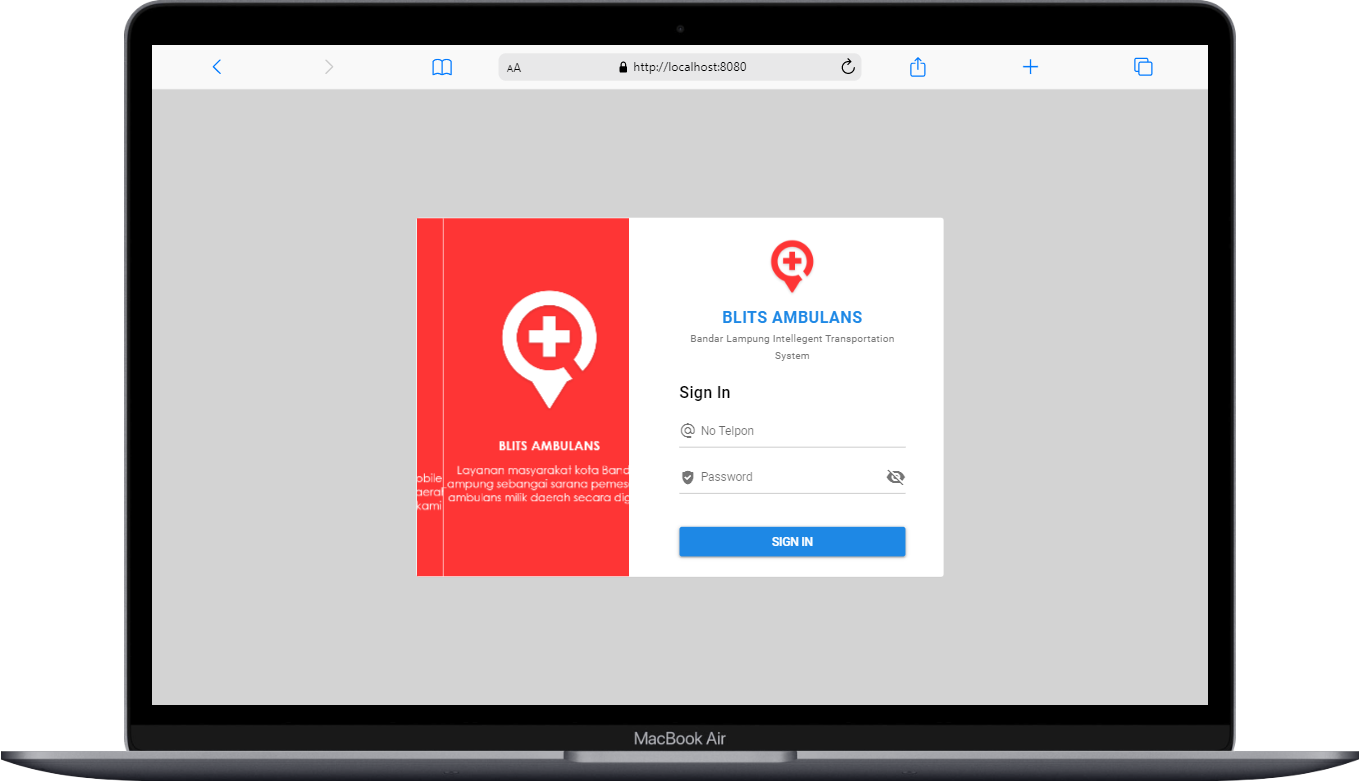 AA
http://localhost:8080
BLITS AMBULANS
Bandar Lampung Intellegent Transportation
System
Sign In
No Telpon
Password
SIGN IN
BLITS AMBULANS
Layanan masyarakat kota Band
ampung sebangai sarana pemes
ambulans milik daerah secara dig
obile
aerah
kami
MacBook Air